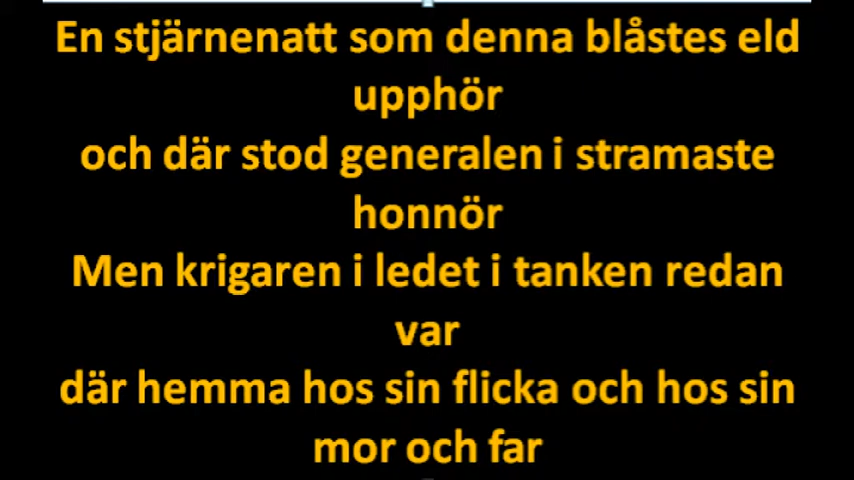 En stjärnenatt som denna blåstes eld
upphör
och där stod generalen i stramaste
honnör
Men krigaren i ledet i tanken redan
var
där hemma hos sin flicka och hos sin
mor och far